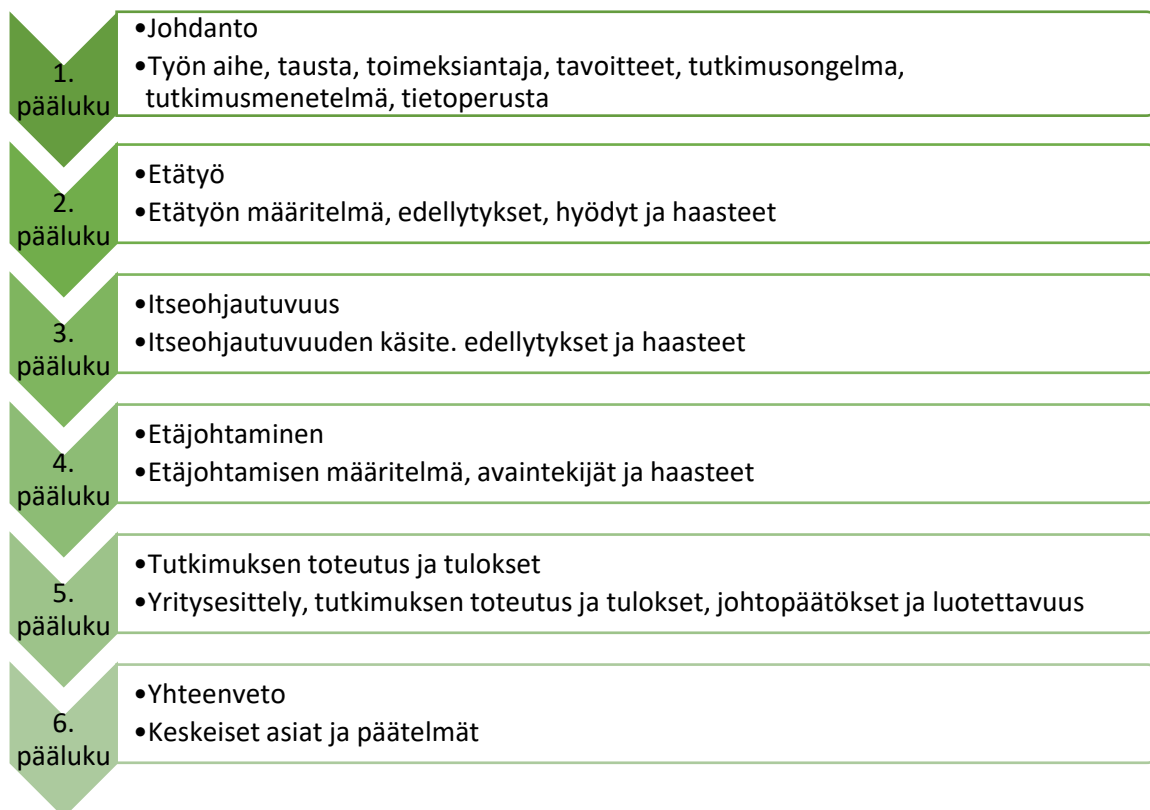 1.
pääluku
•Johdanto
•Työn aihe, tausta, toimeksiantaja, tavoitteet, tutkimusongelma,
tutkimusmenetelmä, tietoperusta
2.
pääluku
•Etätyö
•Etätyön määritelmä, edellytykset, hyödyt ja haasteet
3.
pääluku
•Itseohjautuvuus
•Itseohjautuvuuden käsite. edellytykset ja haasteet
4.
pääluku
•Etäjohtaminen
•Etäjohtamisen määritelmä, avaintekijät ja haasteet
5.
pääluku
•Tutkimuksen toteutus ja tulokset
•Yritysesittely, tutkimuksen toteutus ja tulokset, johtopäätökset ja luotettavuus
6.
pääluku
•Yhteenveto
•Keskeiset asiat ja päätelmät